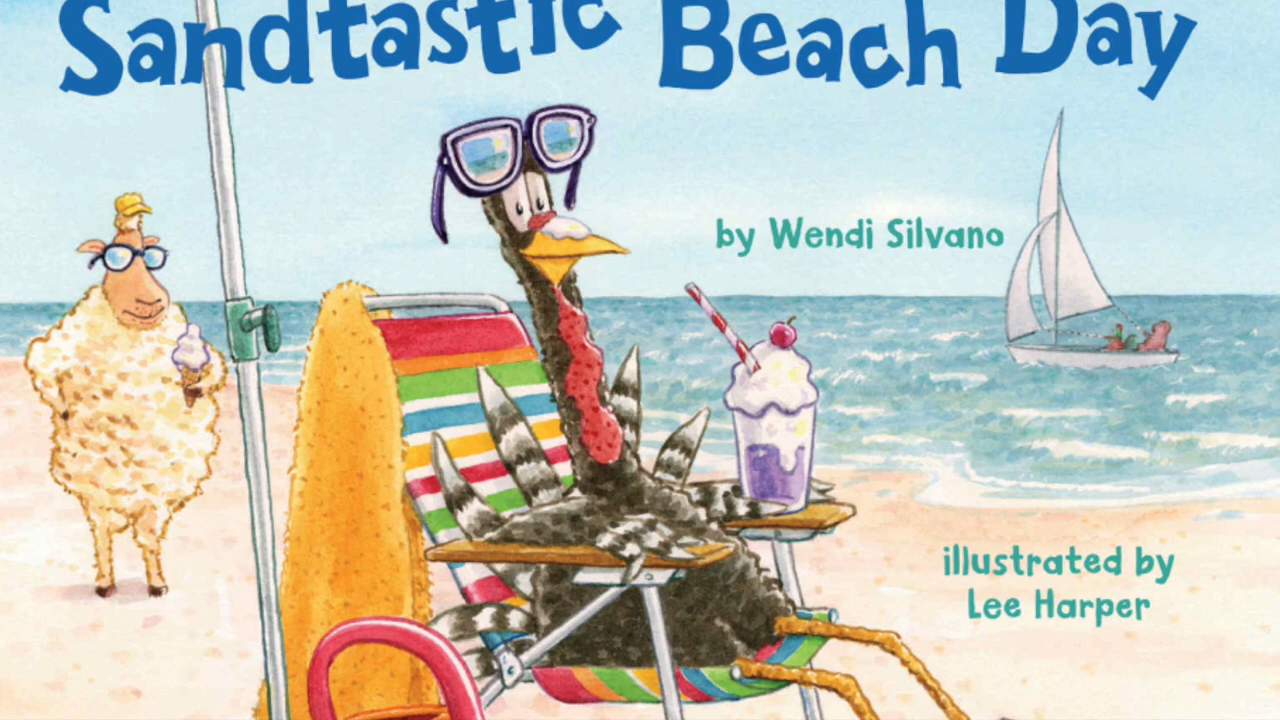 Sandtastic Beach Day
by Wendi Silvano
illustrated by
Lee Harper